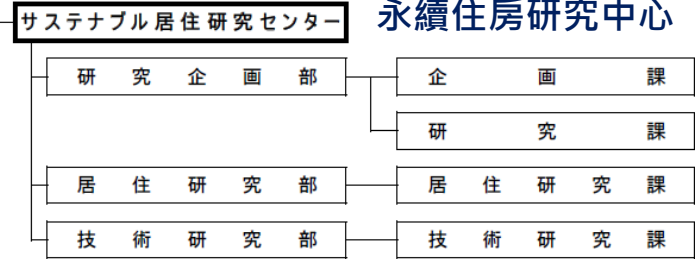 サステナブル居住研究センター 永續住房研究中心
研究企画部 企画課
研究課
居住研究部 居住研究課
技術研究部 技術研究課